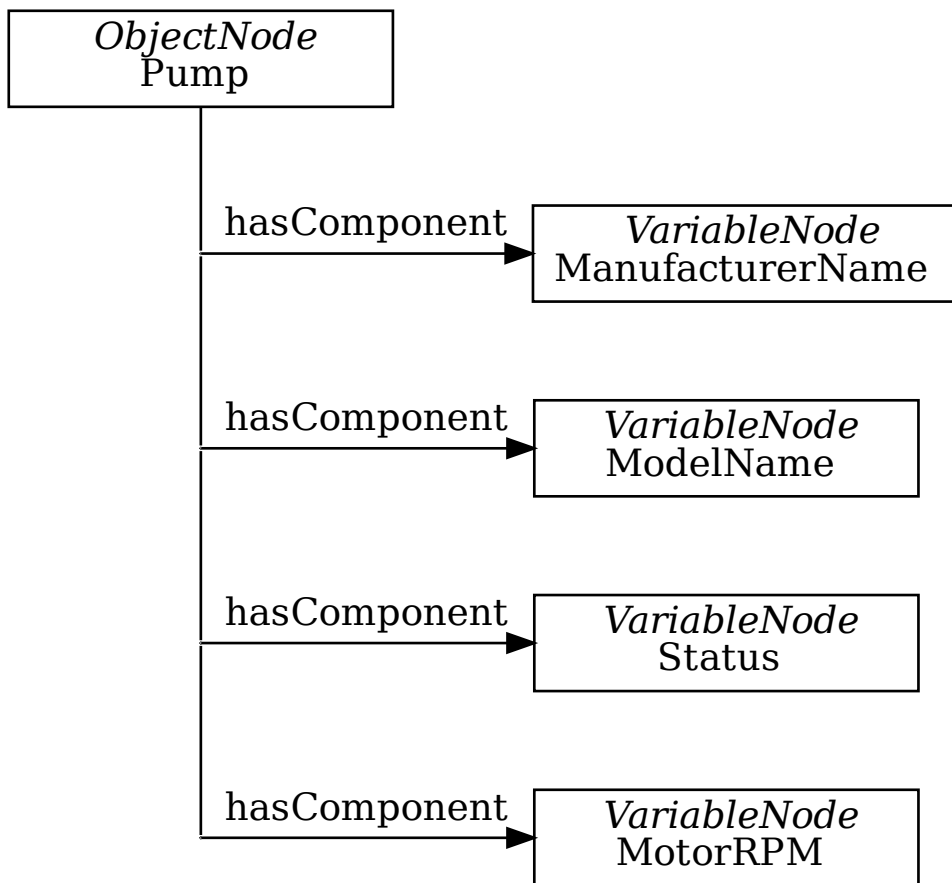 ObjectNode
Pump
hasComponent
VariableNode
ManufacturerName
hasComponent
VariableNode
ModelName
hasComponent
VariableNode
Status
hasComponent
VariableNode
MotorRPM